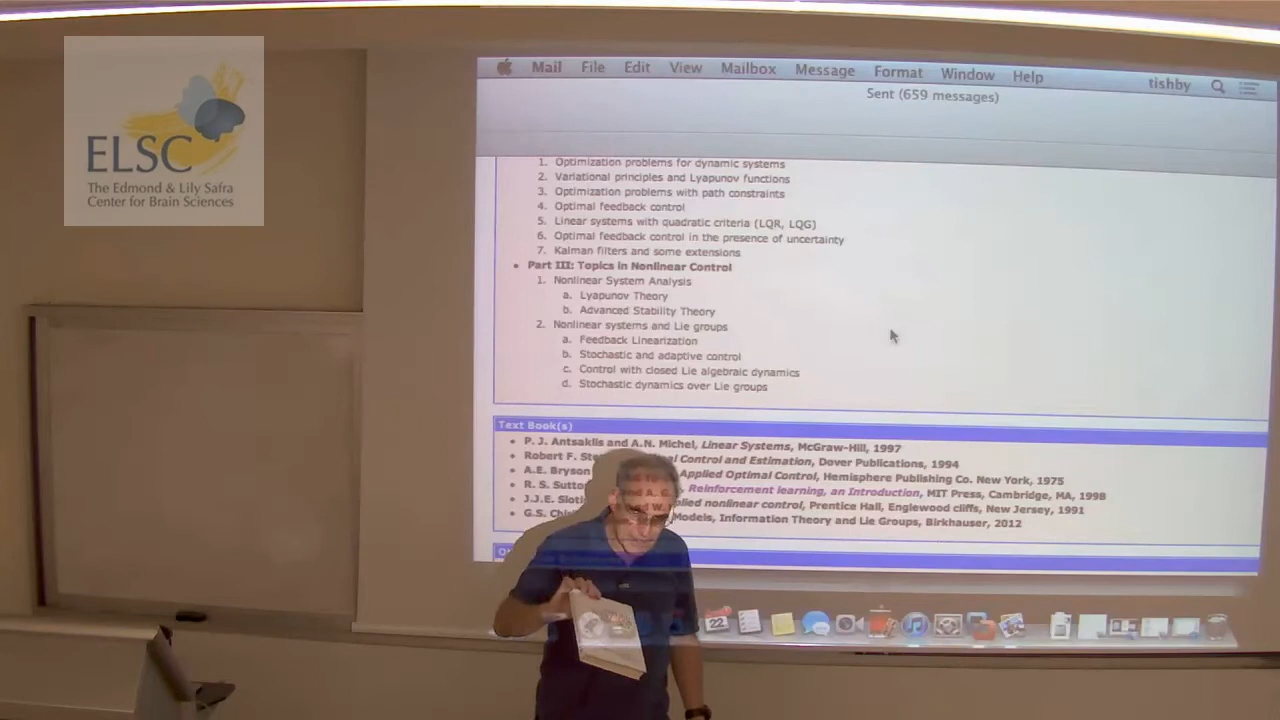 ELSC
The Edmond & Lily Safra
Center for Brain Sciences
Mail File Edit View Mailbox Message Format Window Help tishby
Sent (659 messages)
1. Optimization problems for dynamic systems
2. Variational principles and Lyapunov functions
3. Optimization problems with path constraints
4. Optimal feedback control
5. Linear systems with quadratic criteria (LQR, LQG)
6. Optimal feedback control in the presence of uncertainty
7. Kalman filters and some extensions
• Part III: Topics in Nonlinear Control
1. Nonlinear System Analysis
a. Lyapunov Theory
b. Advanced Stability Theory
2. Nonlinear systems and Lie groups
a. Feedback Linearization
b. Stochastic and adaptive control
c. Control with closed Lie algebraic dynamics
d. Stochastic dynamics over Lie groups
Text Book(s)
• P. J. Antsaklis and A.N. Michel, Linear Systems, McGraw-Hill, 1997
• Robert F. Control and Estimation, Dover Publications, 1994
• A.E. Bryson Applied Optimal Control, Hemisphere Publishing Co. New York, 1975
• R. S. Reinforcement learning, an Introduction, MIT Press, Cambridge, MA, 1998
• J.J.E. nonlinear control, Prentice Hall, Englewood cliffs, New Jersey, 1991
• G.S. Models, Information Theory and Lie Groups, Birkhauser, 2012
22